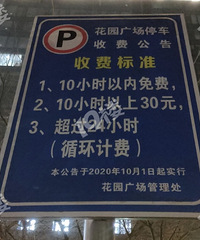 P
花园广场停车
收费公告
收费标准
1、10小时以内免费，
2、10小时以上30元，
3、超过24小时
（循环计费）
本公告于2020年10月1日起实行
花园广场管理处